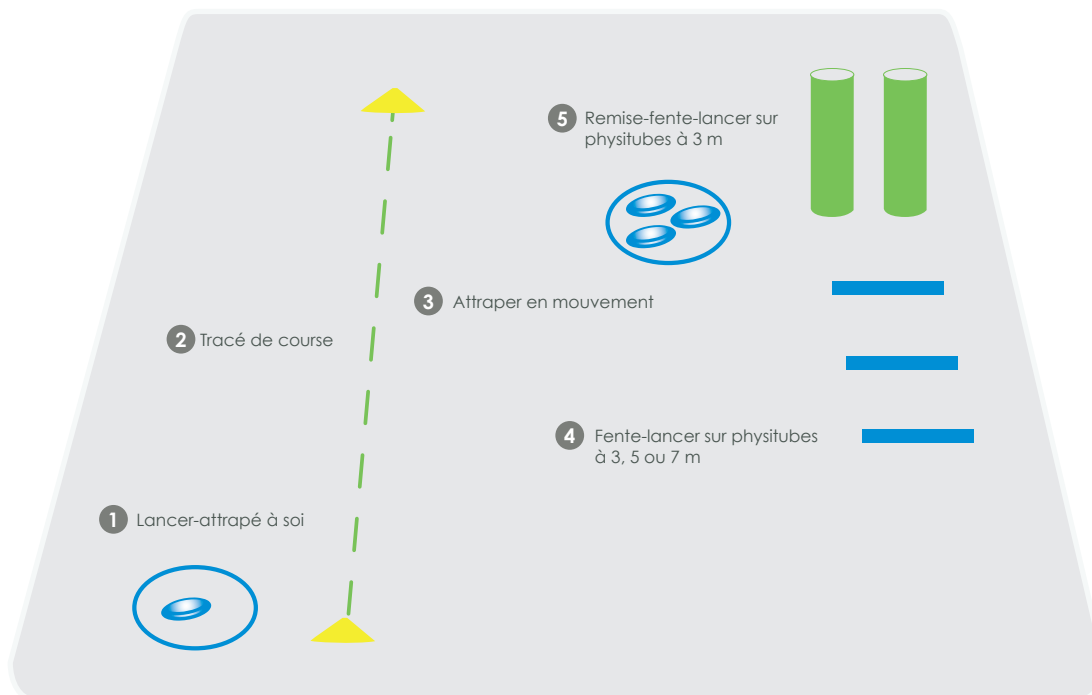 1 Lancer-attrapé à soi
2 Tracé de course
3 Attraper en mouvement
4 Fente-lancer sur physitubes
à 3, 5 ou 7 m
5 Remise-fente-lancer sur
physitubes à 3 m